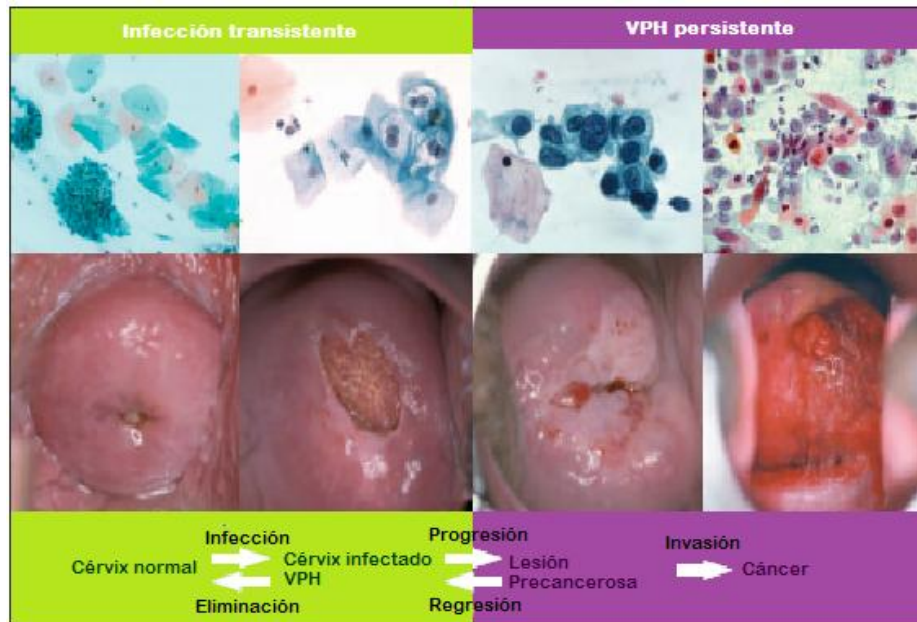 Infección transistente
VPH persistente
Infección
Progresión
Invasión
Cérvix normal
Cérvix infectado
VPH
Lesión
Precancerosa
Cáncer
Eliminación
Regresión